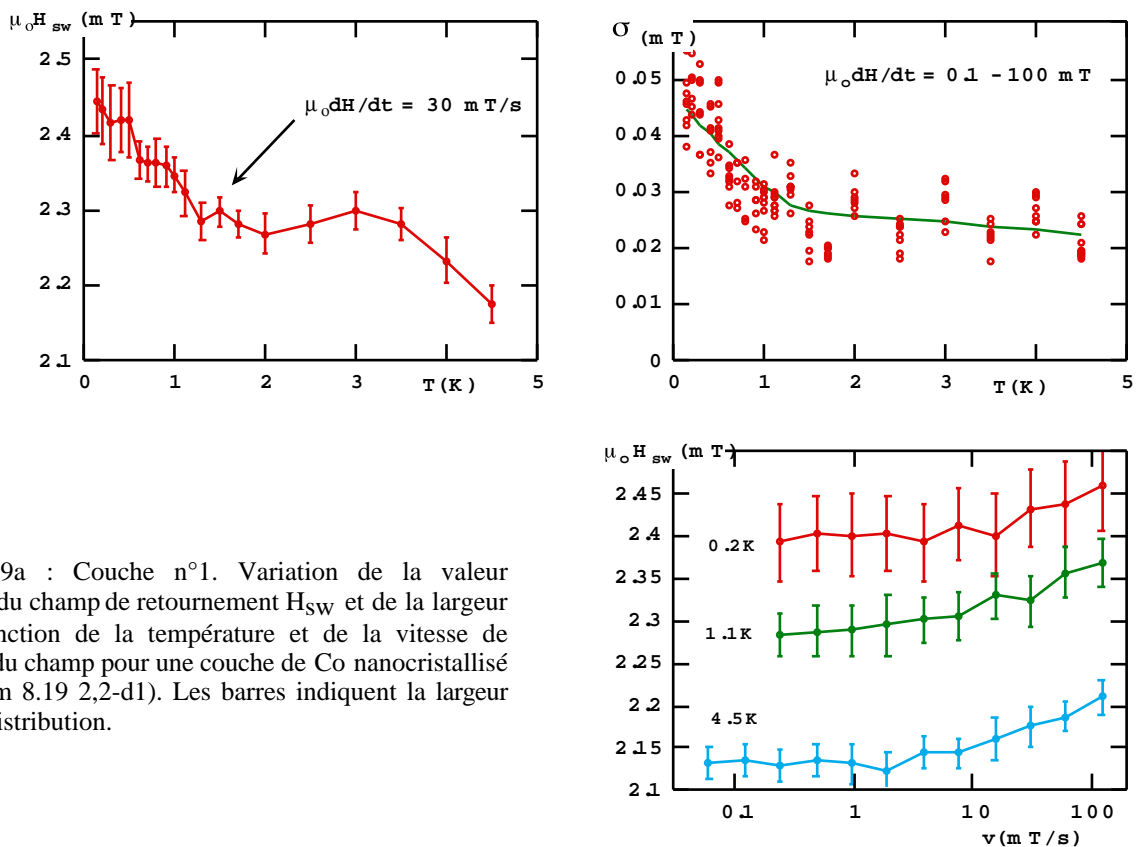 μoHsw (mT)
2.5
2.4
2.3
2.2
2.1
0 1 2 3 4 5
T(K)
μodH/dt = 30 mT/s
σ (mT)
0.05
0.04
0.03
0.02
0.01
0
0 1 2 3 4 5
T(K)
μodH/dt = 0.1 - 100 mT
μoHsw (mT)
2.45
2.4
2.35
2.3
2.25
2.2
2.15
2.1
0.2K
1.1K
4.5K
0.1 1 10 100
v(mT/s)
9a : Couche n°1. Variation de la valeur
du champ de retournement HSW et de la largeur
nction de la température et de la vitesse de
du champ pour une couche de Co nanocristallisé
m 8.19 2,2-d1). Les barres indiquent la largeur
distribution.